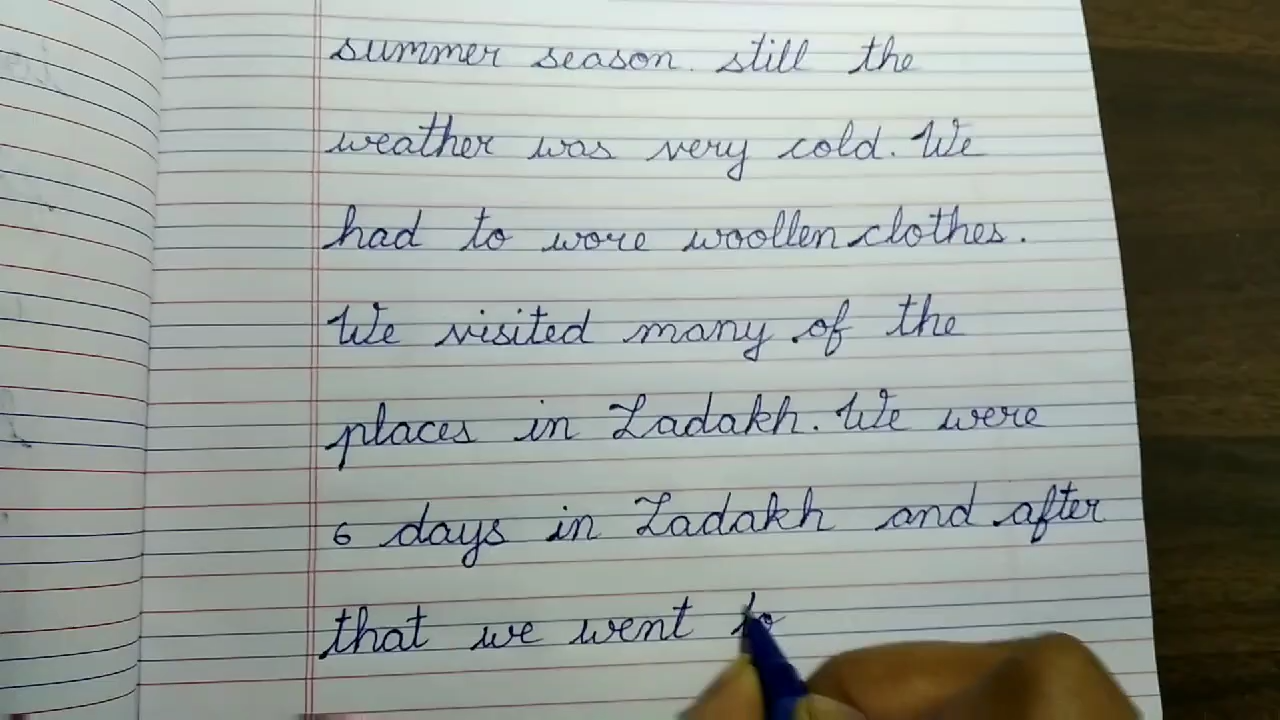 summer season. still the
weather was very cold. We
had to wore woollen clothes.
We visited many of the
places in Ladakh. We were
6 days in Ladakh and after
that we went to